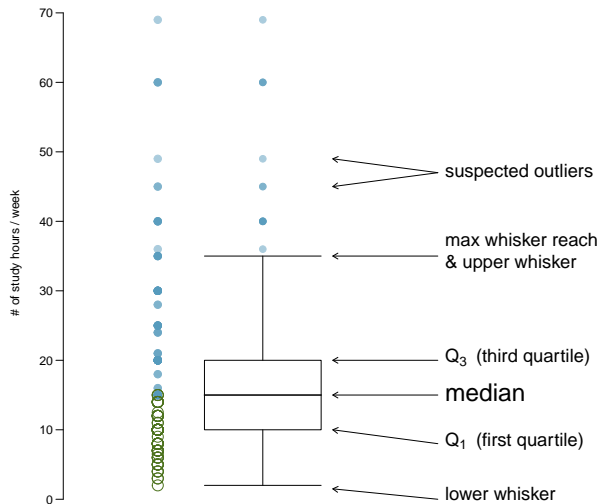 # of study hours / week
70
60
50
40
30
20
10
0
suspected outliers
max whisker reach
& upper whisker
Q3 (third quartile)
median
Q1 (first quartile)
lower whisker